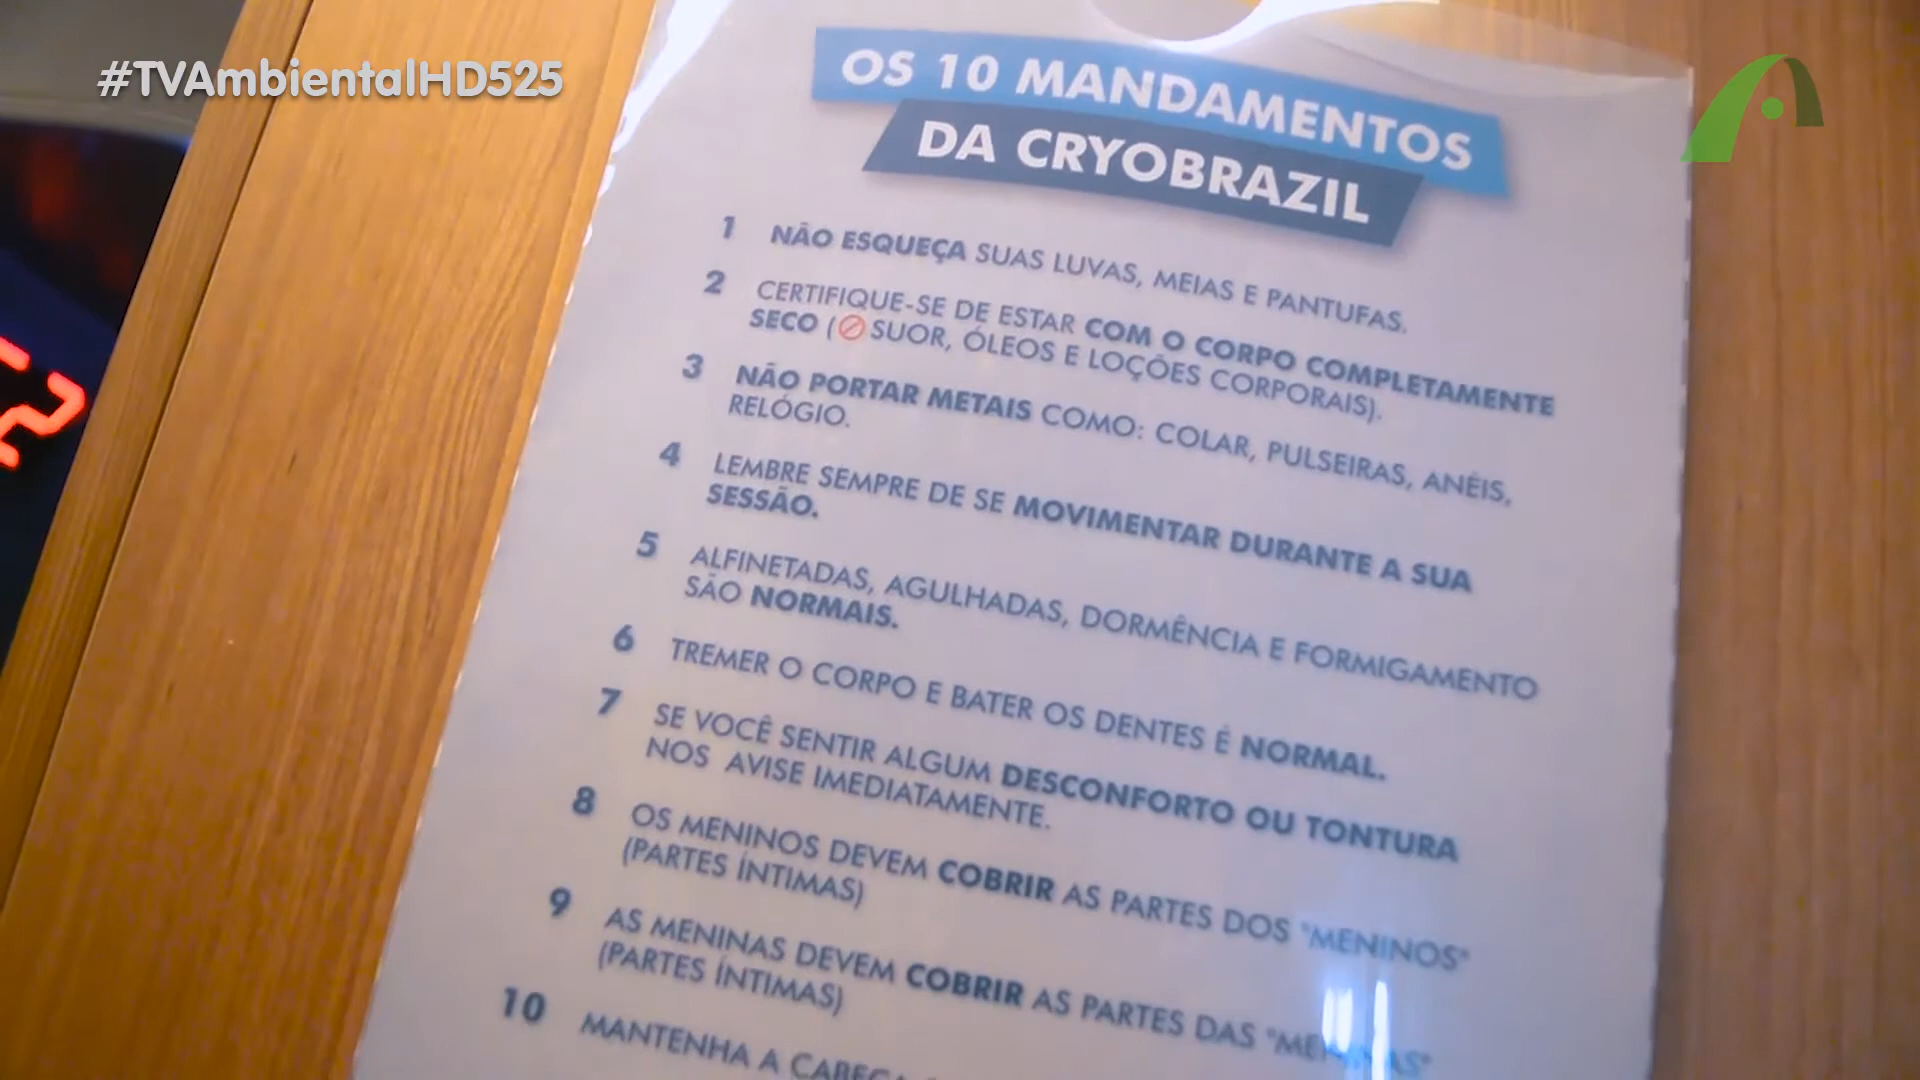 #TVAmbientalHD525
OS 10 MANDAMENTOS
DA CRYOBRAZIL
1 NÃO ESQUEÇA SUAS LUVAS, MEIAS E PANTUFAS.
2 CERTIFIQUE-SE DE ESTAR COM O CORPO COMPLETAMENTE
SECO (🚫SUOR, ÓLEOS E LOÇÕES CORPORAIS).
3 NÃO PORTAR METAIS COMO: COLAR, PULSEIRAS, ANÉIS,
RELÓGIO.
4 LEMBRE SEMPRE DE SE MOVIMENTAR DURANTE A SUA
SESSÃO.
5 ALFINETADAS, AGULHADAS, DORMÊNCIA E FORMIGAMENTO
SÃO NORMAIS.
6 TREMER O CORPO E BATER OS DENTES É NORMAL.
7 SE VOCÊ SENTIR ALGUM DESCONFORTO OU TONTURA
NOS AVISE IMEDIATAMENTE.
8 OS MENINOS DEVEM COBRIR AS PARTES DOS "MENINOS"
(PARTES ÍNTIMAS)
9 AS MENINAS DEVEM COBRIR AS PARTES DAS
(PARTES ÍNTIMAS)
10 MANTENHA A CABEÇA